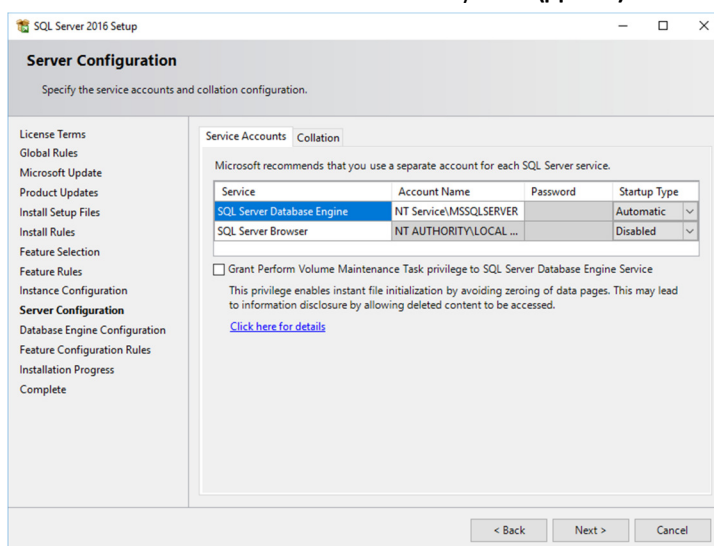 SQL Server 2016 Setup
Server Configuration
Specify the service accounts and collation configuration.
License Terms
Global Rules
Microsoft Update
Product Updates
Install Setup Files
Install Rules
Feature Selection
Feature Rules
Instance Configuration
Server Configuration
Database Engine Configuration
Feature Configuration Rules
Installation Progress
Complete
Service Accounts Collation
Microsoft recommends that you use a separate account for each SQL Server service.
Service Account Name Password Startup Type
SQL Server Database Engine NT Service\MSSQLSERVER Automatic
SQL Server Browser NT AUTHORITY\LOCAL ... Disabled
Grant Perform Volume Maintenance Task privilege to SQL Server Database Engine Service
This privilege enables instant file initialization by avoiding zeroing of data pages. This may lead
to information disclosure by allowing deleted content to be accessed.
Click here for details
< Back Next > Cancel